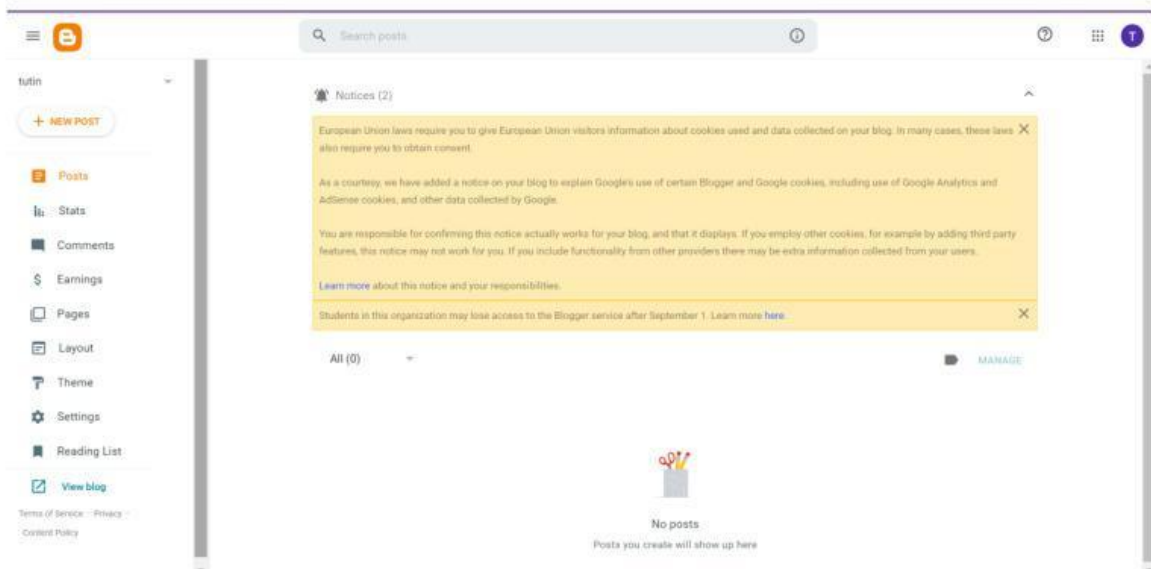 Search posts
T
tutin
+ NEW POST
Posts
Stats
Comments
$ Earnings
Pages
Layout
Theme
Settings
Reading List
View blog
Terms of Service - Privacy -
Content Policy
Notices (2)
European Union laws require you to give European Union visitors information about cookies used and data collected on your blog. In many cases, these laws
also require you to obtain consent.
As a courtesy, we have added a notice on your blog to explain Google's use of certain Blogger and Google cookies, including use of Google Analytics and
AdSense cookies, and other data collected by Google.
You are responsible for confirming this notice actually works for your blog, and that it displays. If you employ other cookies, for example by adding third party
features, this notice may not work for you. If you include functionality from other providers there may be extra information collected from your users.
Learn more about this notice and your responsibilities.
Students in this organization may lose access to the Blogger service after September 1. Learn more here.
All (0)
MANAGE
No posts
Posts you create will show up here